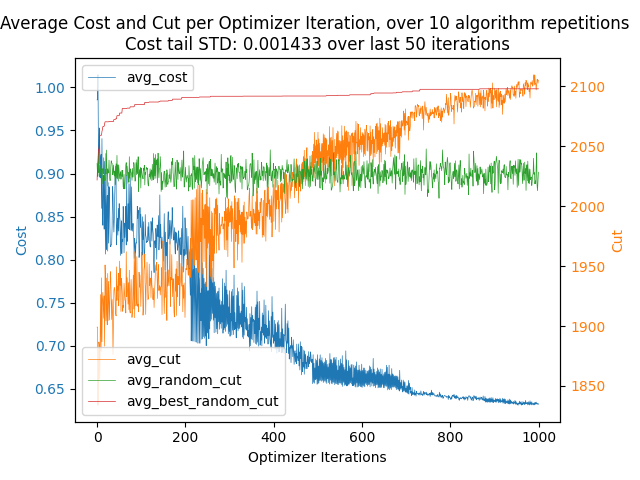 Average Cost and Cut per Optimizer Iteration, over 10 algorithm repetitions
Cost tail STD: 0.001433 over last 50 iterations
avg_cost
1.00
0.95
0.90
0.85
0.80
0.75
0.70
0.65
Cost
2100
2050
2000
1950
1900
1850
Cut
avg_cut
avg_random_cut
avg_best_random_cut
0
200
400
600
800
1000
Optimizer Iterations